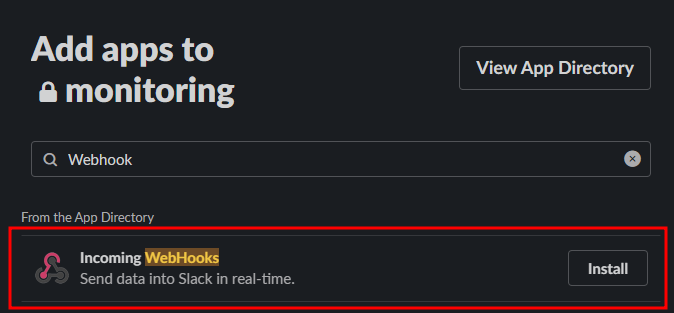 Add apps to
monitoring
View App Directory
Webhook
From the App Directory
Incoming WebHooks
Send data into Slack in real-time.
Install